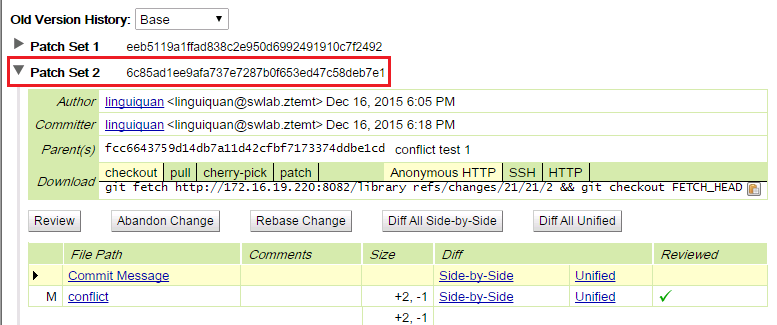 Old Version History: Base
Patch Set 1 eeb5119a1ffad838c2e950d6992491910c7f2492
Patch Set 2 6c85ad1ee9afa737e7287b0f653ed47c58deb7e1
Author linguiquan <linguiquan@swlab.ztemt> Dec 16, 2015 6:05 PM
Committer linguiquan <linguiquan@swlab.ztemt> Dec 16, 2015 6:18 PM
Parent(s) fcc6643759d14db7a11d42cfbf7173374ddbe1cd conflict test 1
Download checkout pull cherry-pick patch Anonymous HTTP SSH HTTP
git fetch http://172.16.19.220:8082/library refs/changes/21/21/2 && git checkout FETCH_HEAD
Review Abandon Change Rebase Change Diff All Side-by-Side Diff All Unified
File Path Comments Size Diff Reviewed
Commit Message Side-by-Side Unified
M conflict +2, -1 Side-by-Side Unified
+2, -1